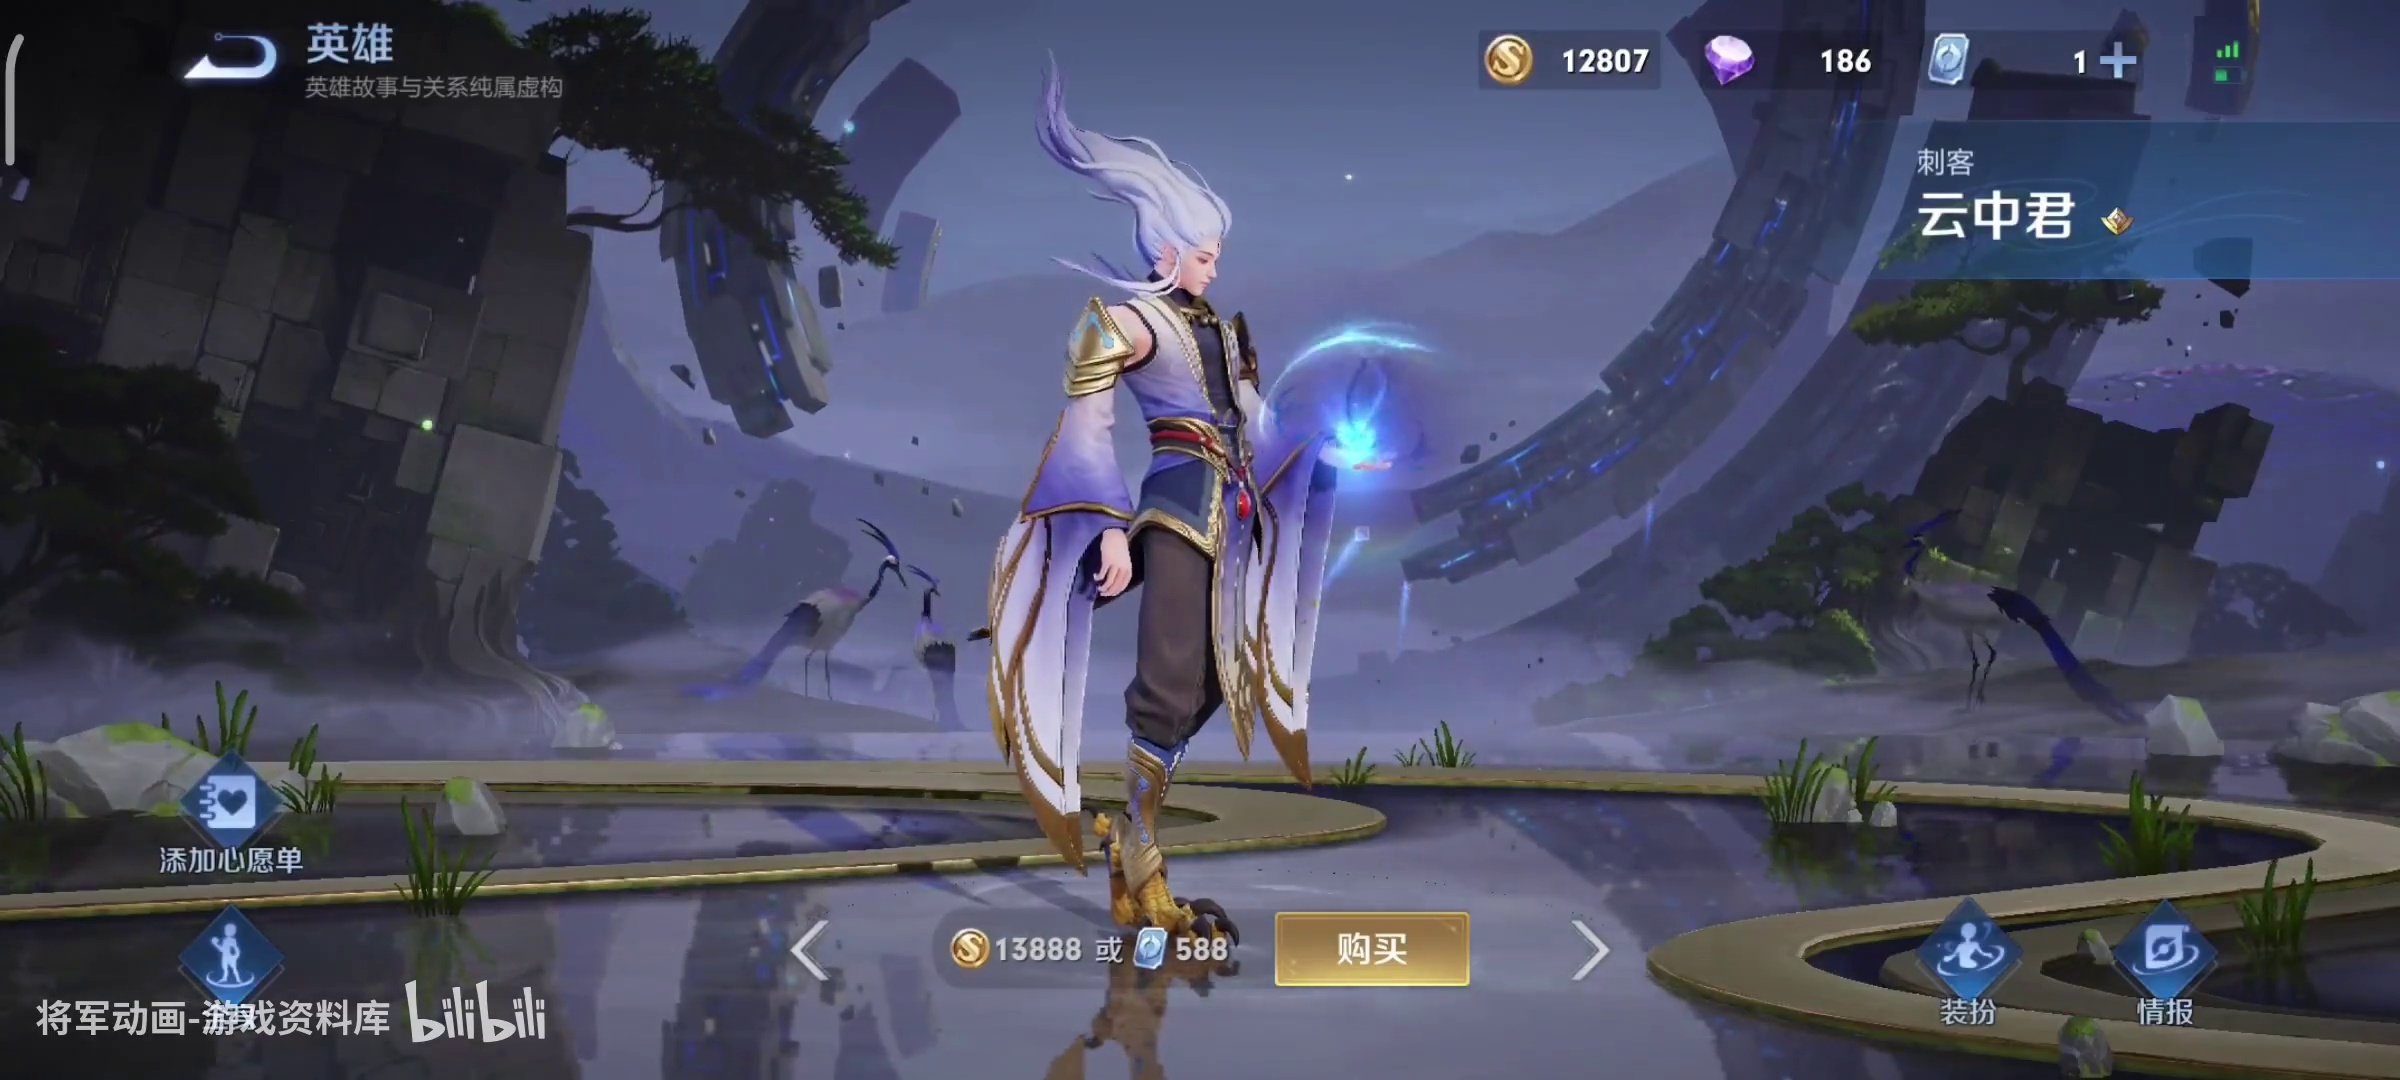 英雄
英雄故事与关系纯属虚构
12807
186
1
刺客
云中君
添加心愿单
13888 或 588
购买
装扮
情报
将军动画-游戏资料库 bilibili